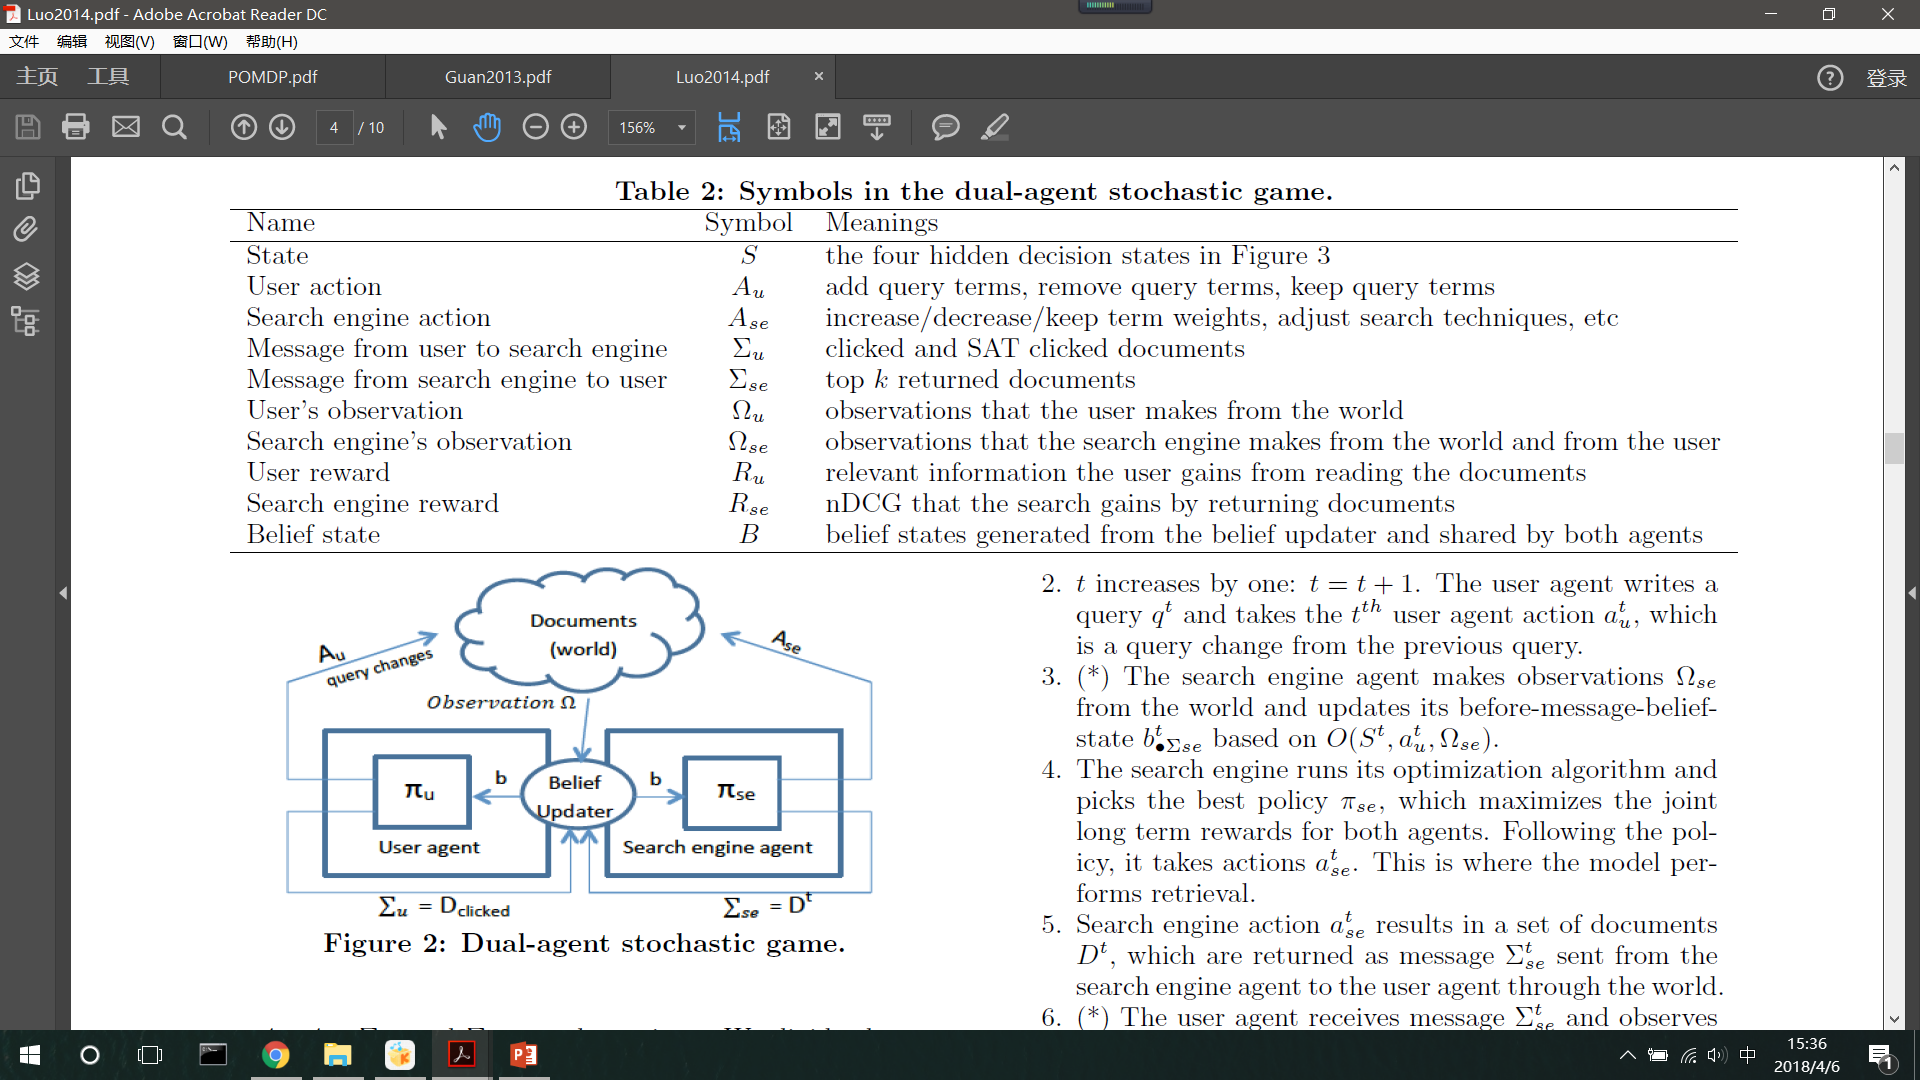 Luo2014.pdf - Adobe Acrobat Reader DC
文件 编辑 视图(V) 窗口(W) 帮助(H)
主页 工具 POMDP.pdf Guan2013.pdf Luo2014.pdf × ? 登录
4 / 10 156%
Table 2: Symbols in the dual-agent stochastic game.
Name Symbol Meanings
State S the four hidden decision states in Figure 3
User action A_u add query terms, remove query terms, keep query terms
Search engine action A_se increase/decrease/keep term weights, adjust search techniques, etc
Message from user to search engine Σ_u clicked and SAT clicked documents
Message from search engine to user Σ_se top k returned documents
User's observation Ω_u observations that the user makes from the world
Search engine's observation Ω_se observations that the search engine makes from the world and from the user
User reward R_u relevant information the user gains from reading the documents
Search engine reward R_se nDCG that the search gains by returning documents
Belief state B belief states generated from the belief updater and shared by both agents
Documents
(world)
A_u
query changes
A_se
Observation Ω
π_u
b
Belief
Updater
b
π_se
User agent
Search engine agent
Σ_u = D_clicked
Σ_se = D^t
Figure 2: Dual-agent stochastic game.
2. t increases by one: t = t + 1. The user agent writes a
query q^t and takes the t^th user agent action a_u^t, which
is a query change from the previous query.
3. (*) The search engine agent makes observations Ω_se
from the world and updates its before-message-belief-
state b^t_•Σse based on O(S^t, a_u^t, Ω_se).
4. The search engine runs its optimization algorithm and
picks the best policy π_se, which maximizes the joint
long term rewards for both agents. Following the pol-
icy, it takes actions a_se^t. This is where the model per-
forms retrieval.
5. Search engine action a_se^t results in a set of documents
D^t, which are returned as message Σ_se^t sent from the
search engine agent to the user agent through the world.
6. (*) The user agent receives message Σ_se^t and observes
中
15:36
2018/4/6
1